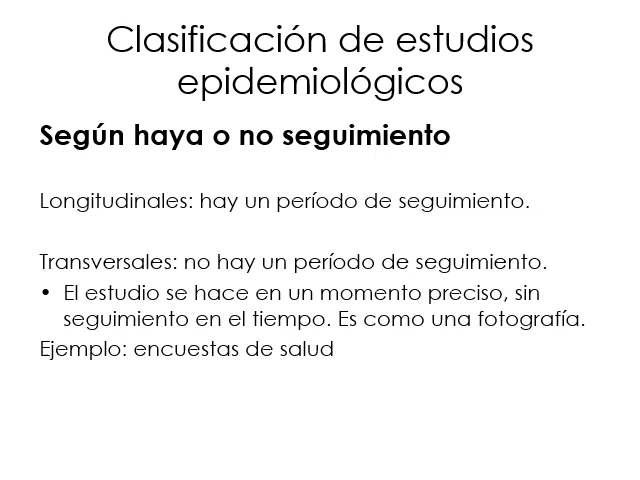 Clasificación de estudios
epidemiológicos
Según haya o no seguimiento
Longitudinales: hay un período de seguimiento.
Transversales: no hay un período de seguimiento.
• El estudio se hace en un momento preciso, sin
seguimiento en el tiempo. Es como una fotografía.
Ejemplo: encuestas de salud